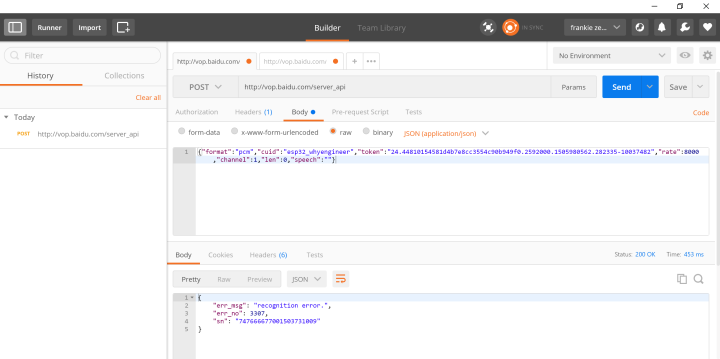 Runner
Import
Builder
Team Library
IN SYNC
frankie ze...
Filter
History
Collections
Clear all
Today
POST http://vop.baidu.com/server_api
http://vop.baidu.com/
http://vop.baidu.com/
No Environment
POST
http://vop.baidu.com/server_api
Params
Send
Save
Authorization
Headers (1)
Body
Pre-request Script
Tests
Code
form-data
x-www-form-urlencoded
raw
binary
JSON (application/json)
1 {"format":"pcm","cuid":"esp32_whyengineer","token":"24.44810154581d4b7e8cc3554c90b949f0.2592000.1505980562.282335-10037482","rate":8000
,"channel":1,"len":0,"speech":""}
Body
Cookies
Headers (6)
Tests
Status: 200 OK
Time: 453 ms
Pretty
Raw
Preview
JSON
1 {
2 "err_msg": "recognition error.",
3 "err_no": 3307,
4 "sn": "747666677001503731009"
5 }